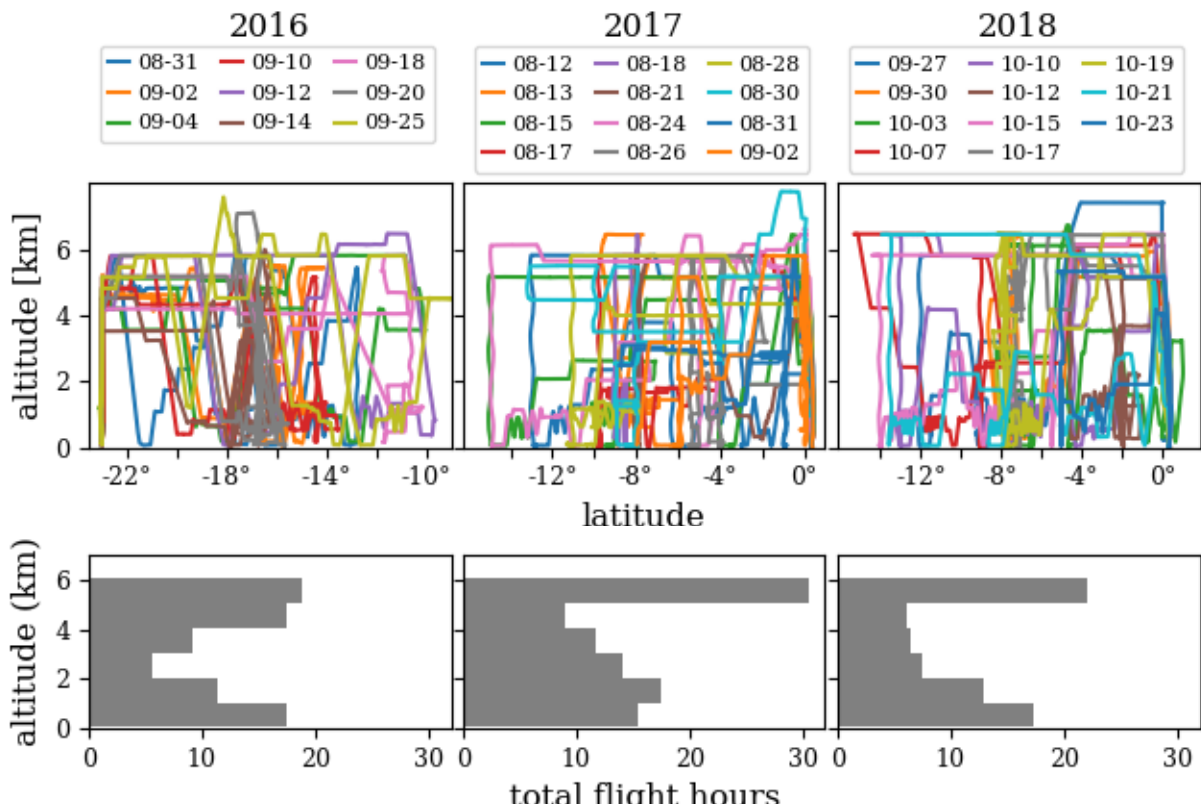 2016 2017 2018
08-31 09-10 09-18 08-12 08-18 08-28 09-27 10-10 10-19
09-02 09-12 09-20 08-13 08-21 08-30 09-30 10-12 10-21
09-04 09-14 09-25 08-15 08-24 08-31 10-03 10-15 10-23
08-17 08-26 09-02 10-07 10-17
altitude [km]
6
4
2
0
-22° -18° -14° -10° -12° -8° -4° 0° -12° -8° -4° 0°
latitude
altitude (km)
6
4
2
0
0 10 20 30 0 10 20 30 0 10 20 30
total flight hours